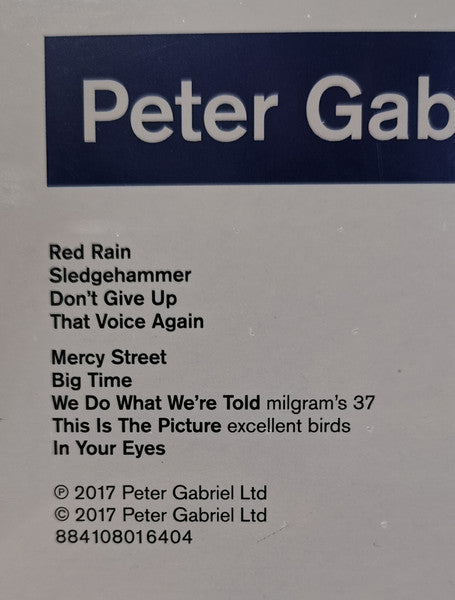 Peter Gab
Red Rain
Sledgehammer
Don't Give Up
That Voice Again
Mercy Street
Big Time
We Do What We're Told milgram's 37
This Is The Picture excellent birds
In Your Eyes
℗ 2017 Peter Gabriel Ltd
© 2017 Peter Gabriel Ltd
884108016404